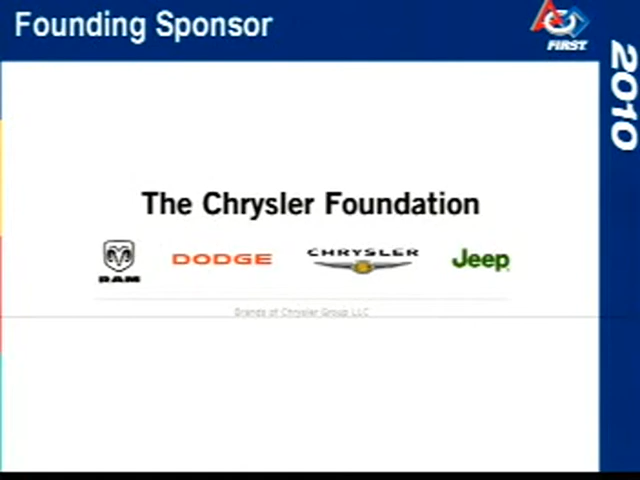 Founding Sponsor
FIRST
2010
The Chrysler Foundation
RAM
DODGE
CHRYSLER
Jeep
Brands of Chrysler Group LLC